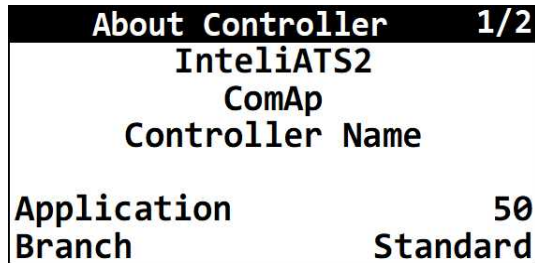 About Controller 1/2
InteliATS2
ComAp
Controller Name
Application 50
Branch Standard